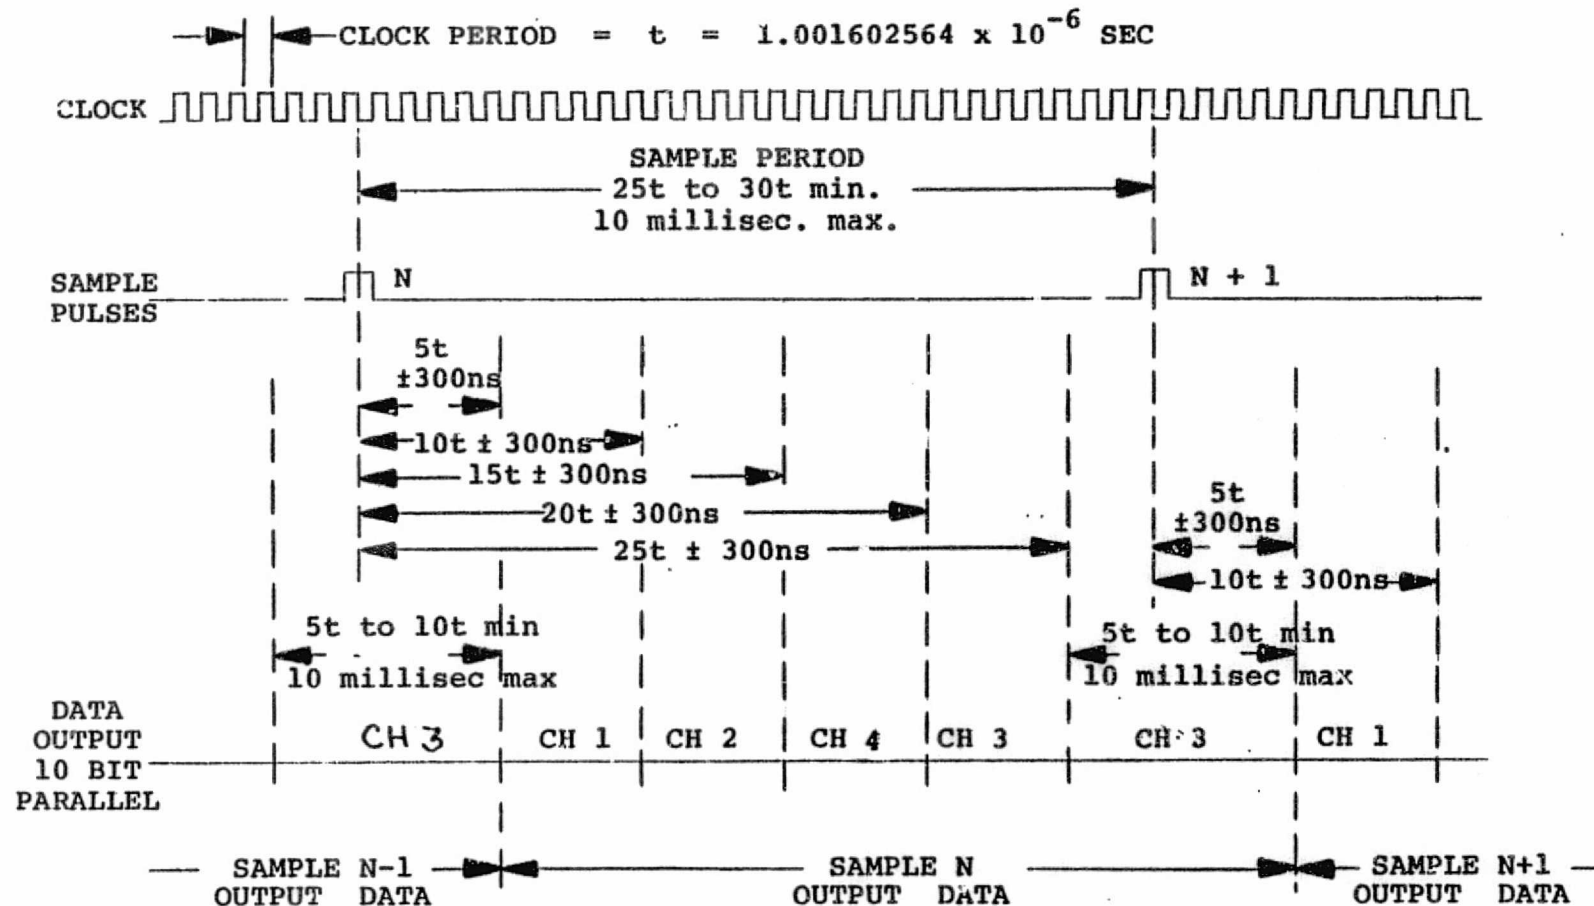 CLOCK PERIOD = t = 1.001602564 x 10⁻⁶ SEC
CLOCK
SAMPLE PERIOD
25t to 30t min.
10 millisec. max.
SAMPLE
PULSES
N
N + 1
5t
±300ns
10t ± 300ns
15t ± 300ns
20t ± 300ns
25t ± 300ns
5t
±300ns
10t ± 300ns
5t to 10t min
10 millisec max
5t to 10t min
10 millisec max
DATA
OUTPUT
10 BIT
PARALLEL
CH 3
CH 1
CH 2
CH 4
CH 3
CH 3
CH 1
SAMPLE N-1
OUTPUT DATA
SAMPLE N
OUTPUT DATA
SAMPLE N+1
OUTPUT DATA